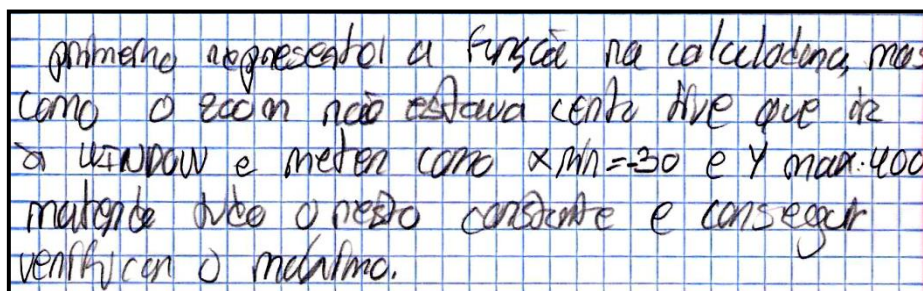 primeiro representei a função na calculadora, mas
como o zoom não estava certo tive que ir
à WINDOW e meter como x min=-30 e Y max=400
mantendo tudo o resto constante e consegui
verificar o máximo.